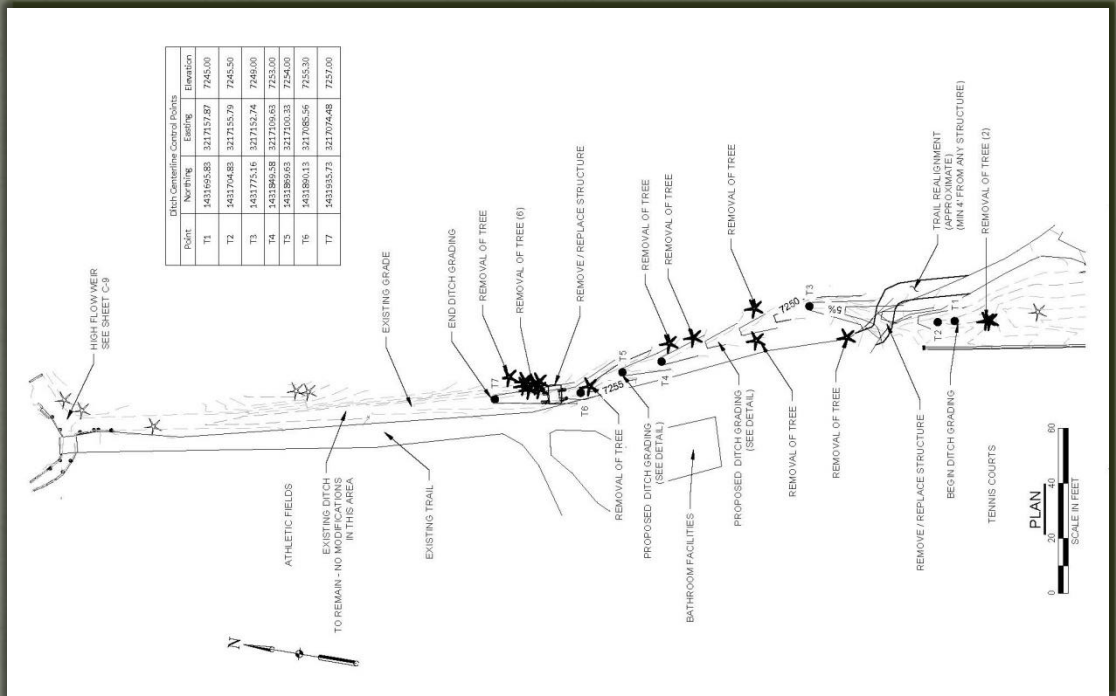 Ditch Centerline Control Points
Point Northing Easting Elevation
T1 1431695.83 3217157.87 7245.00
T2 1431704.83 3217155.79 7245.50
T3 1431775.16 3217152.74 7249.00
T4 1431849.58 3217109.63 7253.00
T5 1431869.63 3217100.33 7254.00
T6 1431890.13 3217085.56 7255.30
T7 1431935.73 3217074.48 7257.00
HIGH FLOW WEIR
SEE SHEET C-9
EXISTING GRADE
END DITCH GRADING
REMOVAL OF TREE
REMOVAL OF TREE (6)
REMOVE / REPLACE STRUCTURE
REMOVAL OF TREE
REMOVAL OF TREE
REMOVAL OF TREE
TRAIL REALIGNMENT
(APPROXIMATE)
(MIN 4' FROM ANY STRUCTURE)
REMOVAL OF TREE (2)
T7
T6
7255
T5
T4
7250
T3
5%
T2
T1
ATHLETIC FIELDS
EXISTING DITCH
TO REMAIN - NO MODIFICATIONS
IN THIS AREA
EXISTING TRAIL
REMOVAL OF TREE
PROPOSED DITCH GRADING
(SEE DETAIL)
BATHROOM FACILITIES
PROPOSED DITCH GRADING
(SEE DETAIL)
REMOVAL OF TREE
REMOVAL OF TREE
REMOVE / REPLACE STRUCTURE
BEGIN DITCH GRADING
TENNIS COURTS
N
PLAN
0 20 40 60
SCALE IN FEET